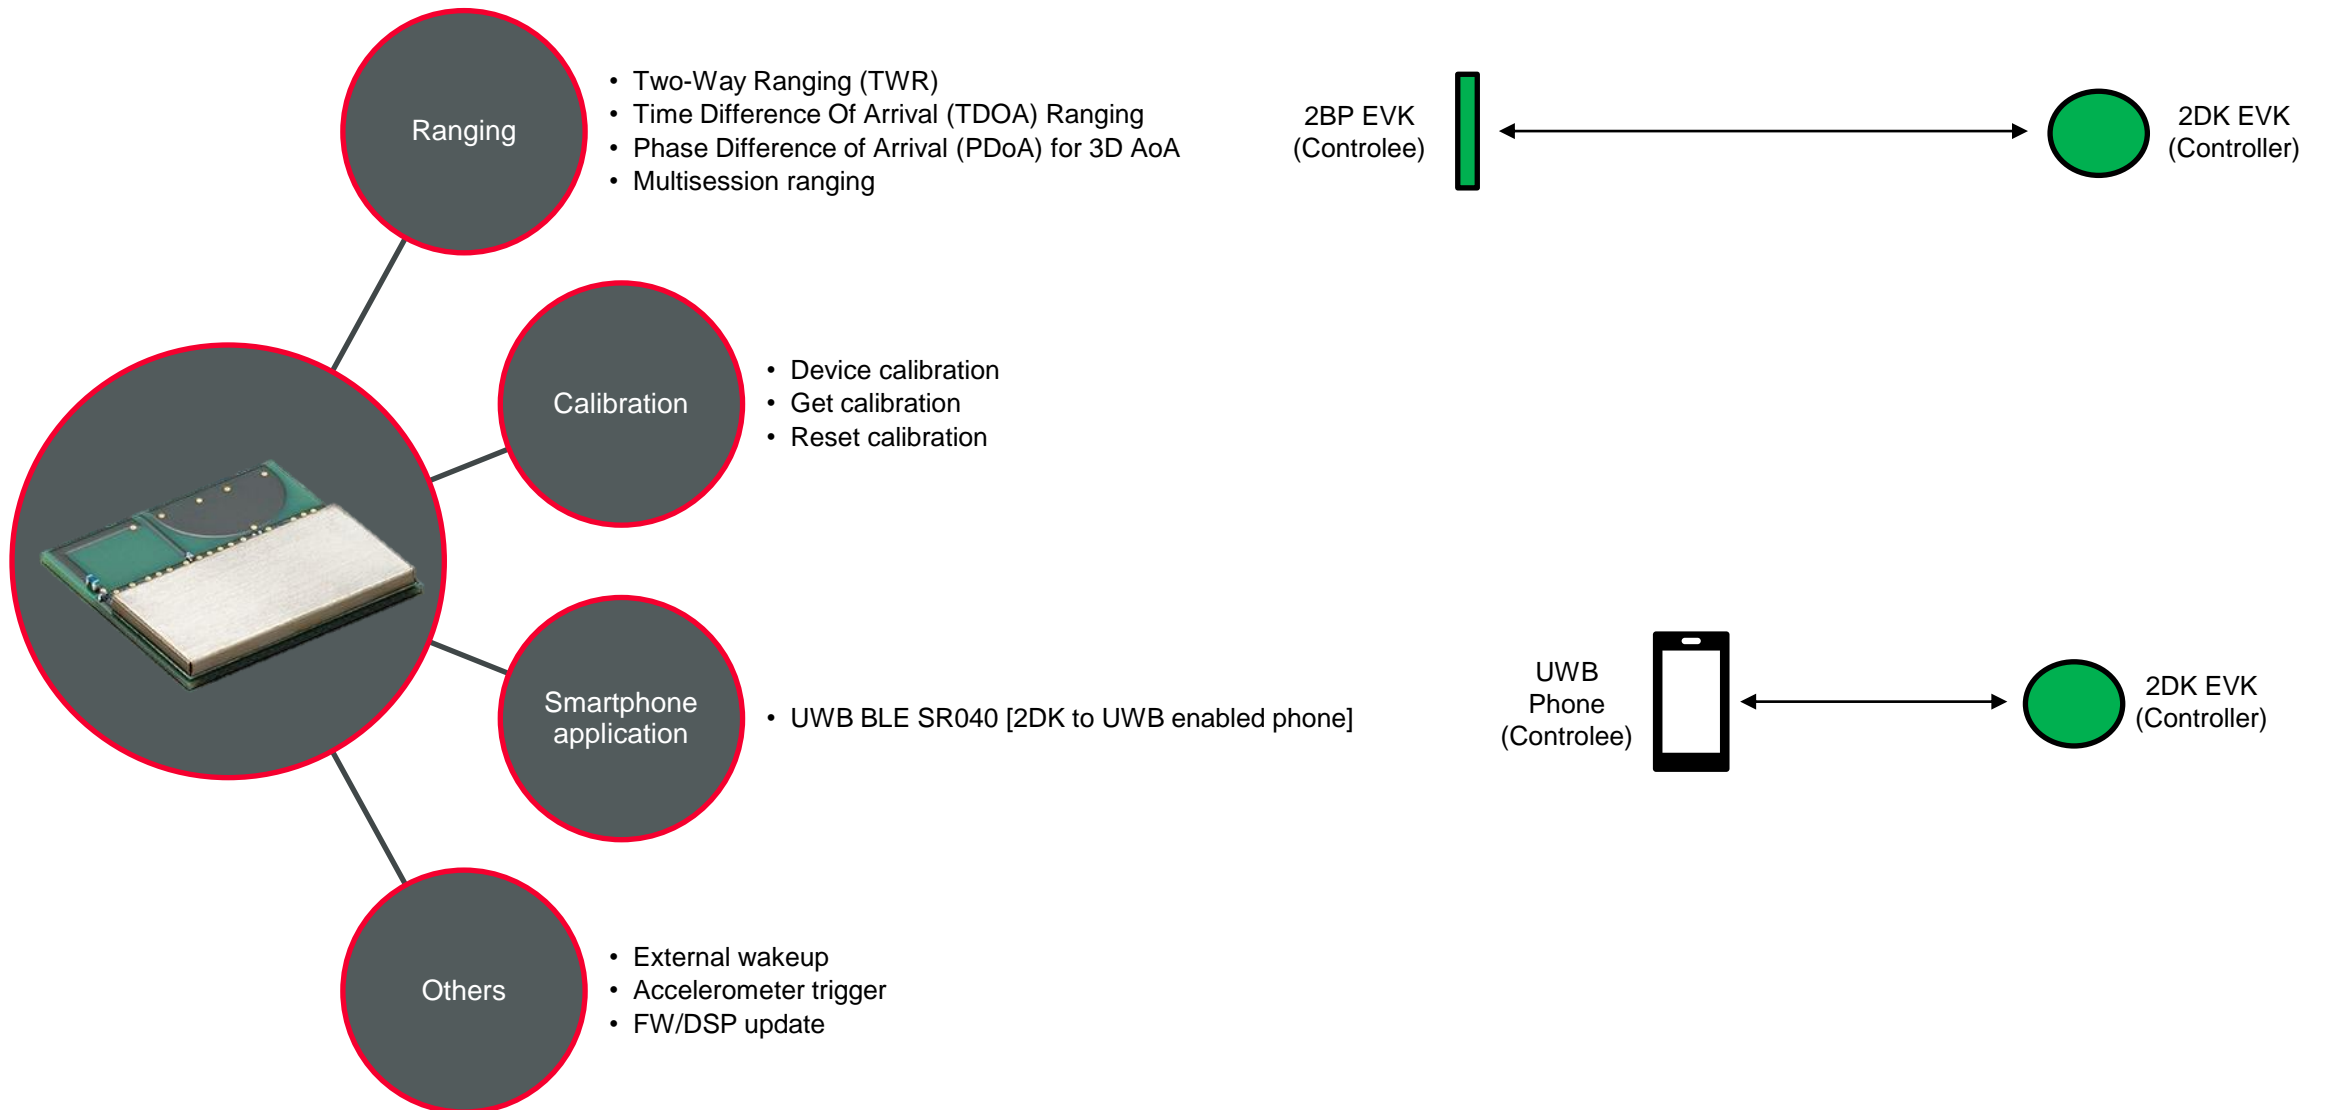 Ranging
• Two-Way Ranging (TWR)
• Time Difference Of Arrival (TDOA) Ranging
• Phase Difference of Arrival (PDoA) for 3D AoA
• Multisession ranging
2BP EVK
(Controlee)
2DK EVK
(Controller)
Calibration
• Device calibration
• Get calibration
• Reset calibration
Smartphone
application
• UWB BLE SR040 [2DK to UWB enabled phone]
UWB
Phone
(Controlee)
2DK EVK
(Controller)
Others
• External wakeup
• Accelerometer trigger
• FW/DSP update